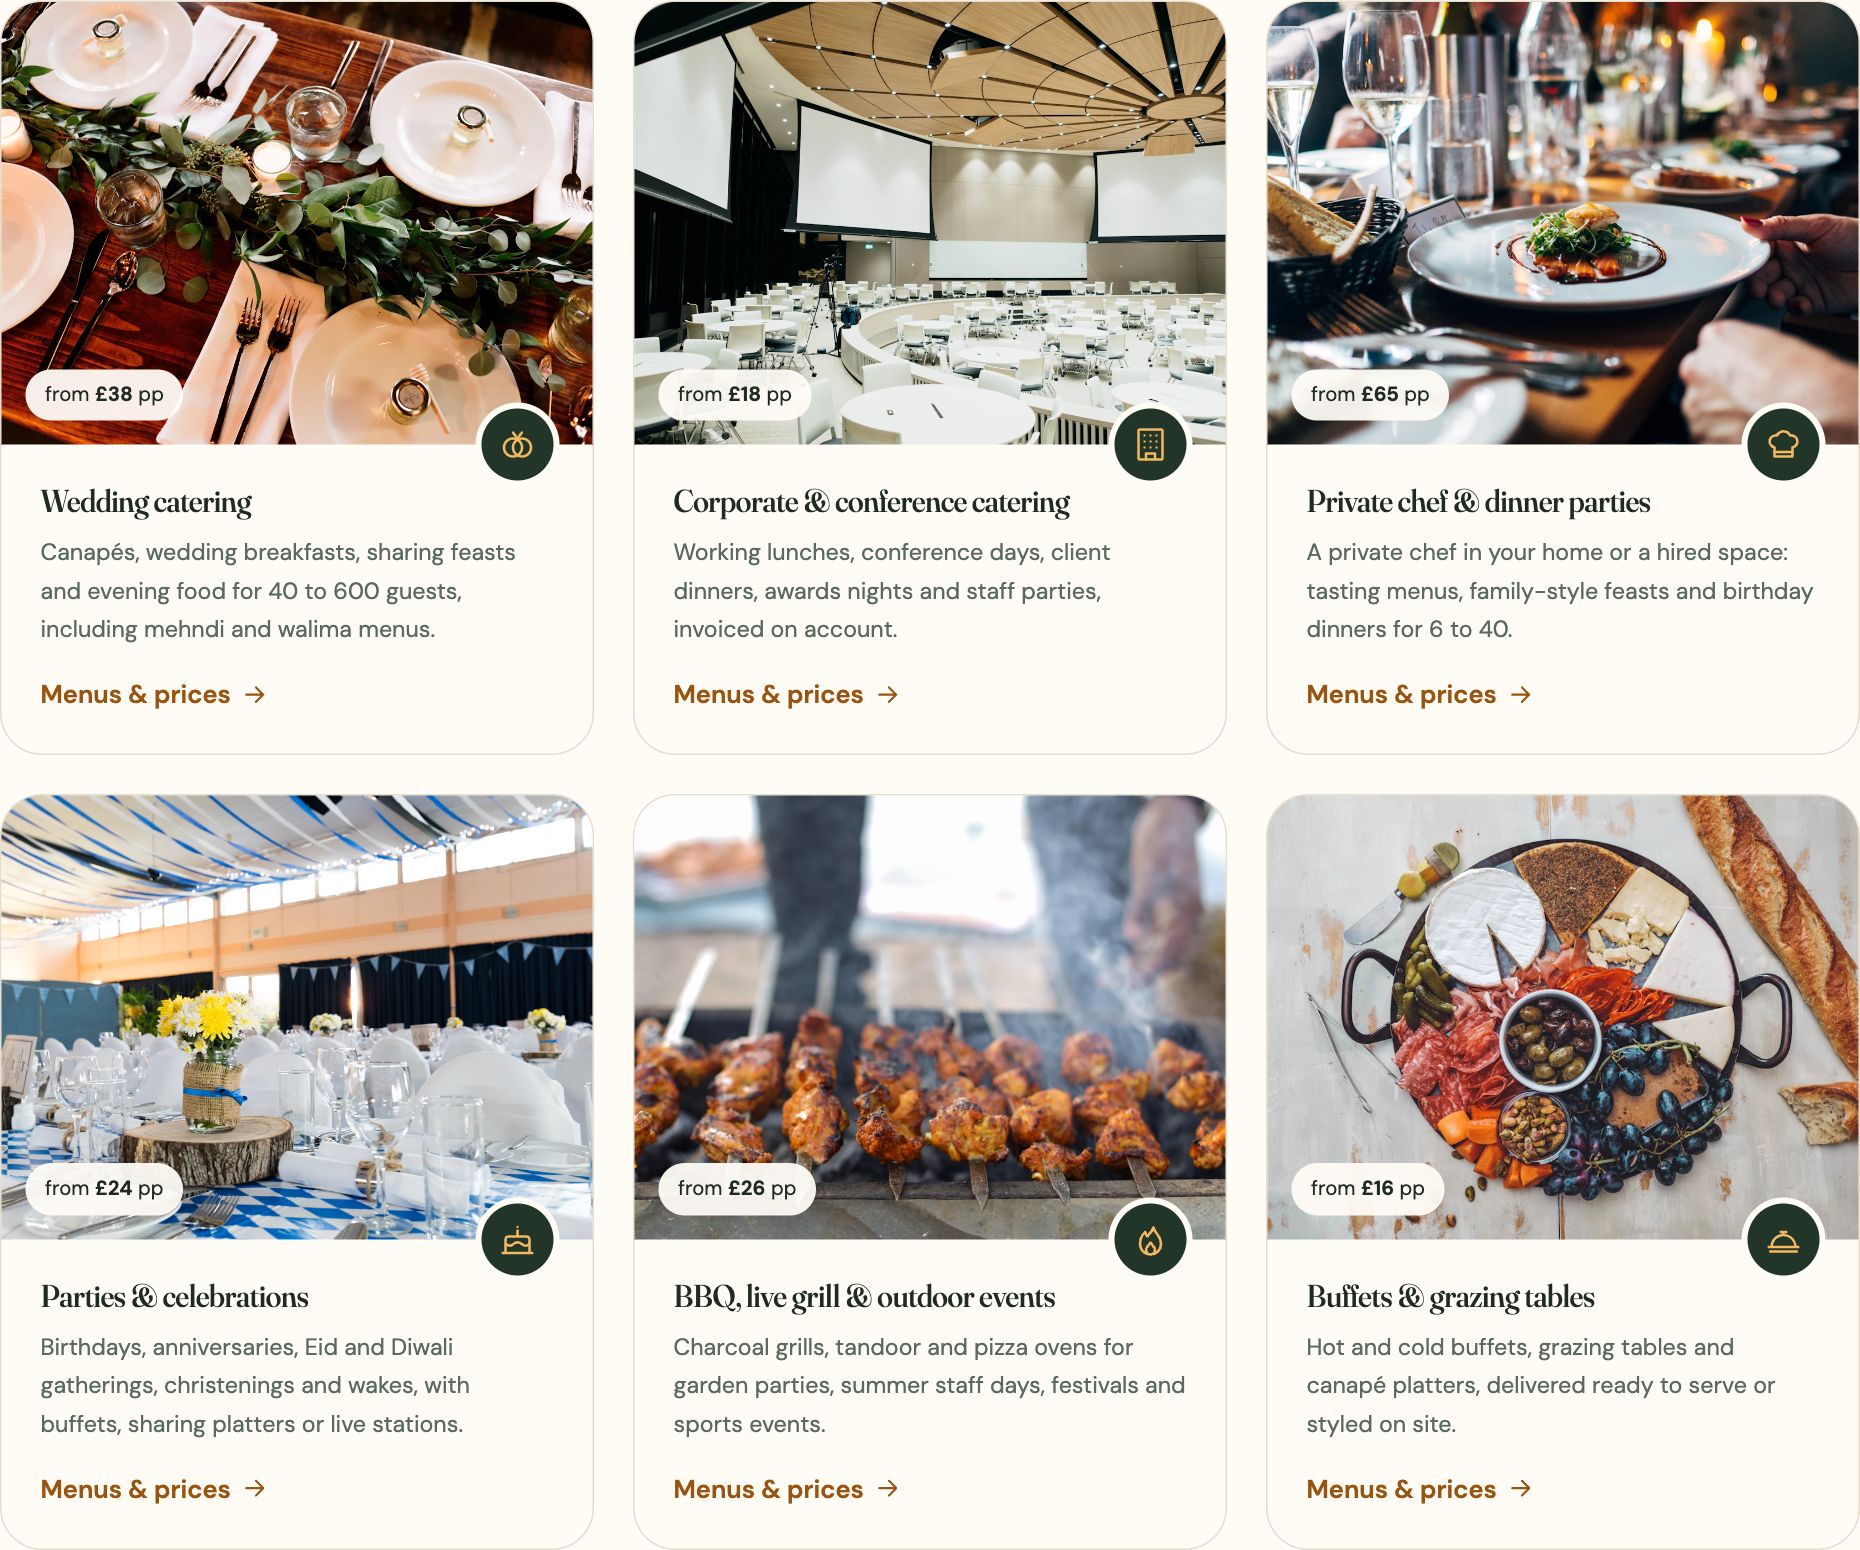 from £38 pp
Wedding catering
Canapés, wedding breakfasts, sharing feasts
and evening food for 40 to 600 guests,
including mehndi and walima menus.
Menus & prices →
from £18 pp
Corporate & conference catering
Working lunches, conference days, client
dinners, awards nights and staff parties,
invoiced on account.
Menus & prices →
from £65 pp
Private chef & dinner parties
A private chef in your home or a hired space:
tasting menus, family-style feasts and birthday
dinners for 6 to 40.
Menus & prices →
from £24 pp
Parties & celebrations
Birthdays, anniversaries, Eid and Diwali
gatherings, christenings and wakes, with
buffets, sharing platters or live stations.
Menus & prices →
from £26 pp
BBQ, live grill & outdoor events
Charcoal grills, tandoor and pizza ovens for
garden parties, summer staff days, festivals and
sports events.
Menus & prices →
from £16 pp
Buffets & grazing tables
Hot and cold buffets, grazing tables and
canapé platters, delivered ready to serve or
styled on site.
Menus & prices →